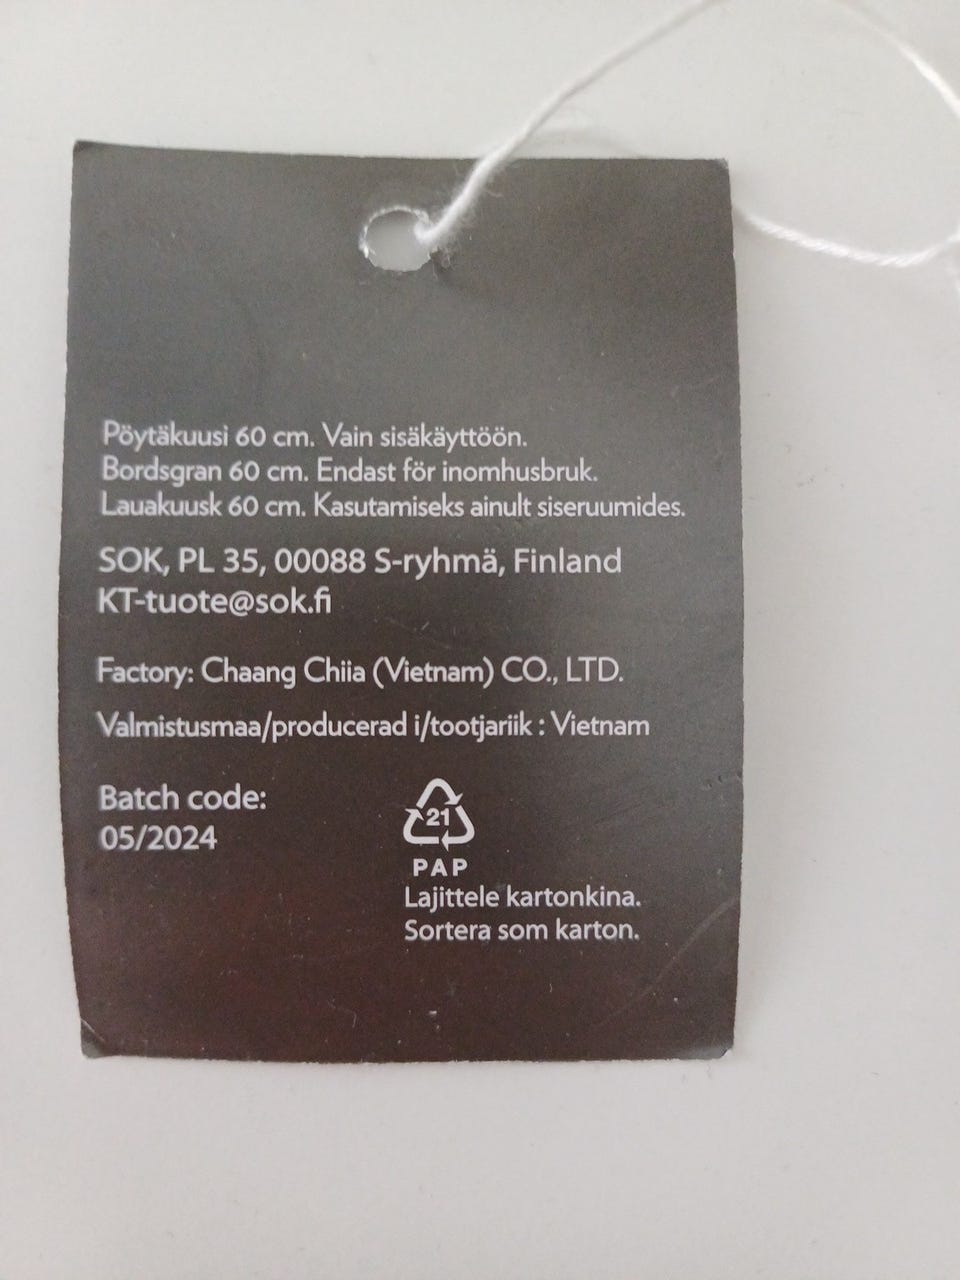 Pöytäkuusi 60 cm. Vain sisäkäyttöön.
Bordsgran 60 cm. Endast för inomhusbruk.
Lauakuusk 60 cm. Kasutamiseks ainult siseruumides.
SOK, PL 35, 00088 S-ryhmä, Finland
KT-tuote@sok.fi
Factory: Chaang Chiia (Vietnam) CO., LTD.
Valmistusmaa/producerad i/tootjariik : Vietnam
Batch code:
05/2024
21
PAP
Lajittele kartonkina.
Sortera som karton.